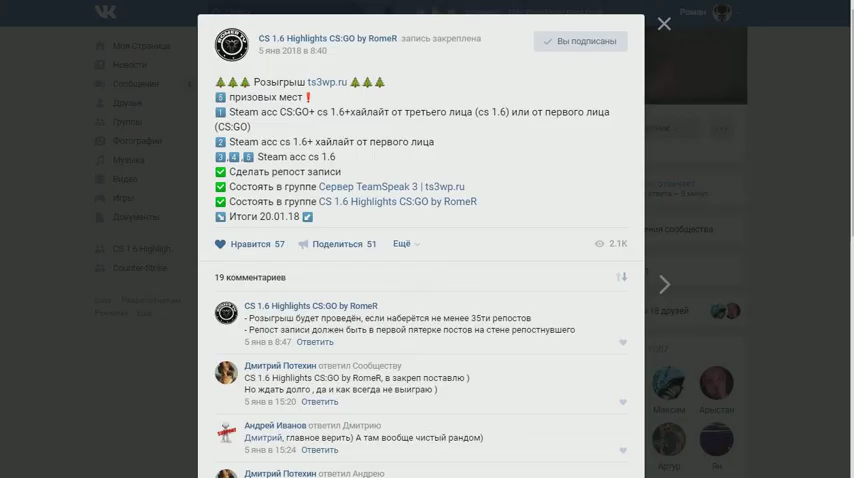 Роман
CS 1.6 Highlights CS:GO by RomeR запись закреплена
5 янв 2018 в 8:40
Вы подписаны
Моя Страница
Новости
Сообщения 1
Друзья
Группы
Фотографии
Музыка
Видео
Игры
Документы
CS 1.6 Highligh..
Counter-Strike
🌲🌲🌲 Розыгрыш ts3wp.ru 🌲🌲🌲
5️⃣ призовых мест❗
1️⃣ Steam acc CS:GO+ cs 1.6+хайлайт от третьего лица (cs 1.6) или от первого лица
(CS:GO)
2️⃣ Steam acc cs 1.6+ хайлайт от первого лица
3️⃣,4️⃣,5️⃣ Steam acc cs 1.6
✅ Сделать репост записи
✅ Состоять в группе Сервер TeamSpeak 3 | ts3wp.ru
✅ Состоять в группе CS 1.6 Highlights CS:GO by RomeR
↘ Итоги 20.01.18 ↙
Нравится 57 Поделиться 51 Ещё 2.1K
19 комментариев
CS 1.6 Highlights CS:GO by RomeR
- Розыгрыш будет проведён, если наберётся не менее 35ти репостов
- Репост записи должен быть в первой пятерке постов на стене репостнувшего
5 янв в 8:47 Ответить
Дмитрий Потехин ответил Сообществу
CS 1.6 Highlights CS:GO by RomeR, в закреп поставлю )
Но ждать долго , да и как всегда не выиграю )
5 янв в 15:20 Ответить
Андрей Иванов ответил Дмитрию
Дмитрий, главное верить) А там вообще чистый рандом)
5 янв в 15:24 Ответить
Дмитрий Потехин ответил Андрею
сообщества
18 друзей
Максим Арыстан
Артур Ян